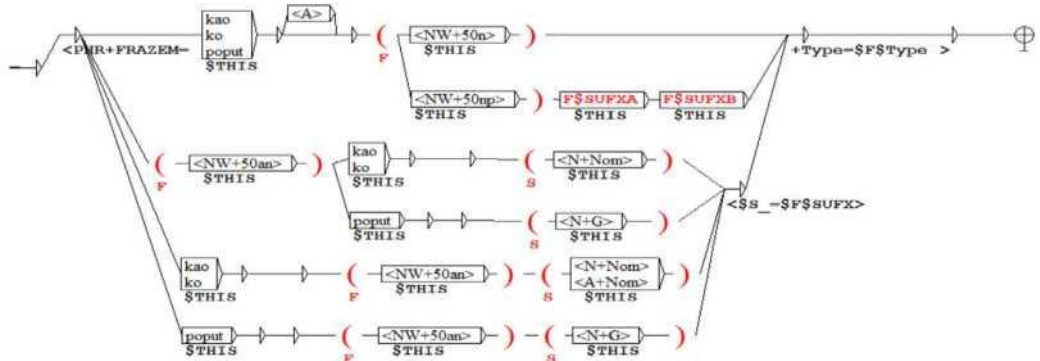 <A>
kao
ko
poput
$THIS
<PHR+FRAZEM=
(
F
<NW+50n>
$THIS
)
+Type=$F$Type >
<NW+50np>
$THIS
)
F$SUFXA
$THIS
F$SUFXB
$THIS
(
F
<NW+50an>
$THIS
)
kao
ko
$THIS
(
S
<N+Nom>
$THIS
)
poput
$THIS
(
S
<N+G>
$THIS
)
<$S_=$F$SUFX>
kao
ko
$THIS
(
F
<NW+50an>
$THIS
)
(
S
<N+Nom>
<A+Nom>
$THIS
)
poput
$THIS
(
F
<NW+50an>
$THIS
)
(
S
<N+G>
$THIS
)